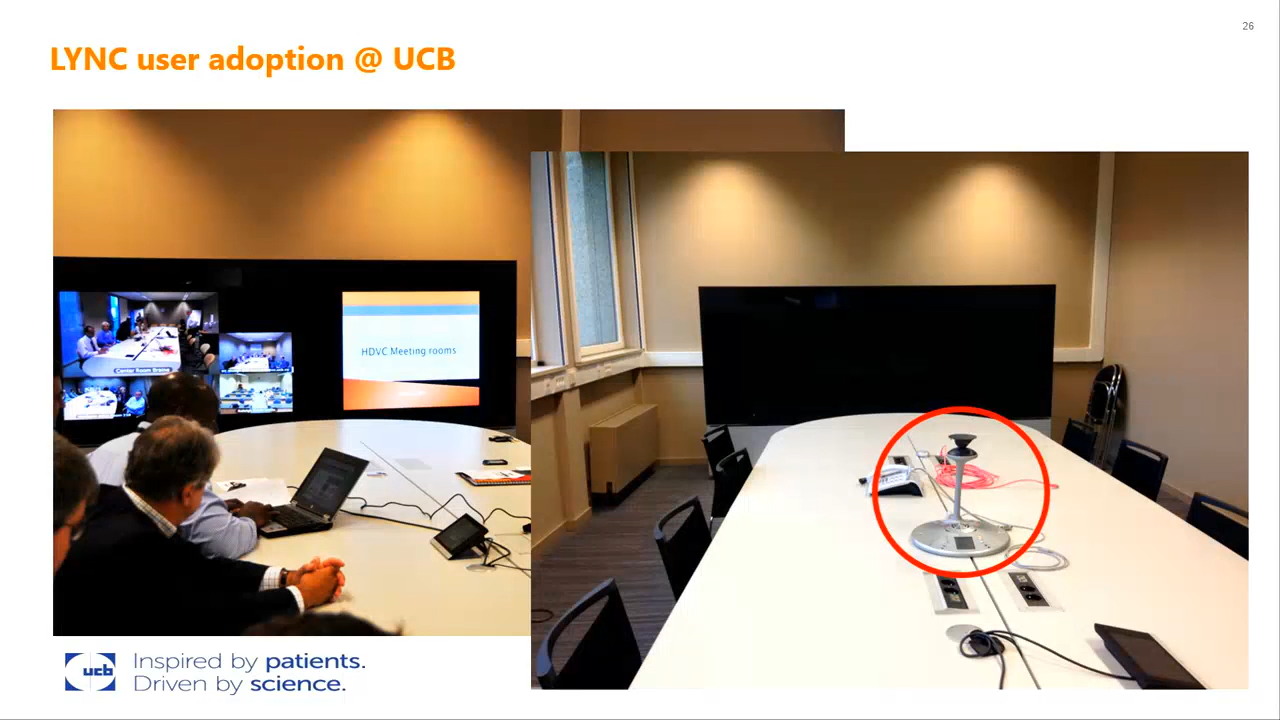 26
LYNC user adoption @ UCB
HDVC Meeting rooms
ucb
Inspired by patients.
Driven by science.